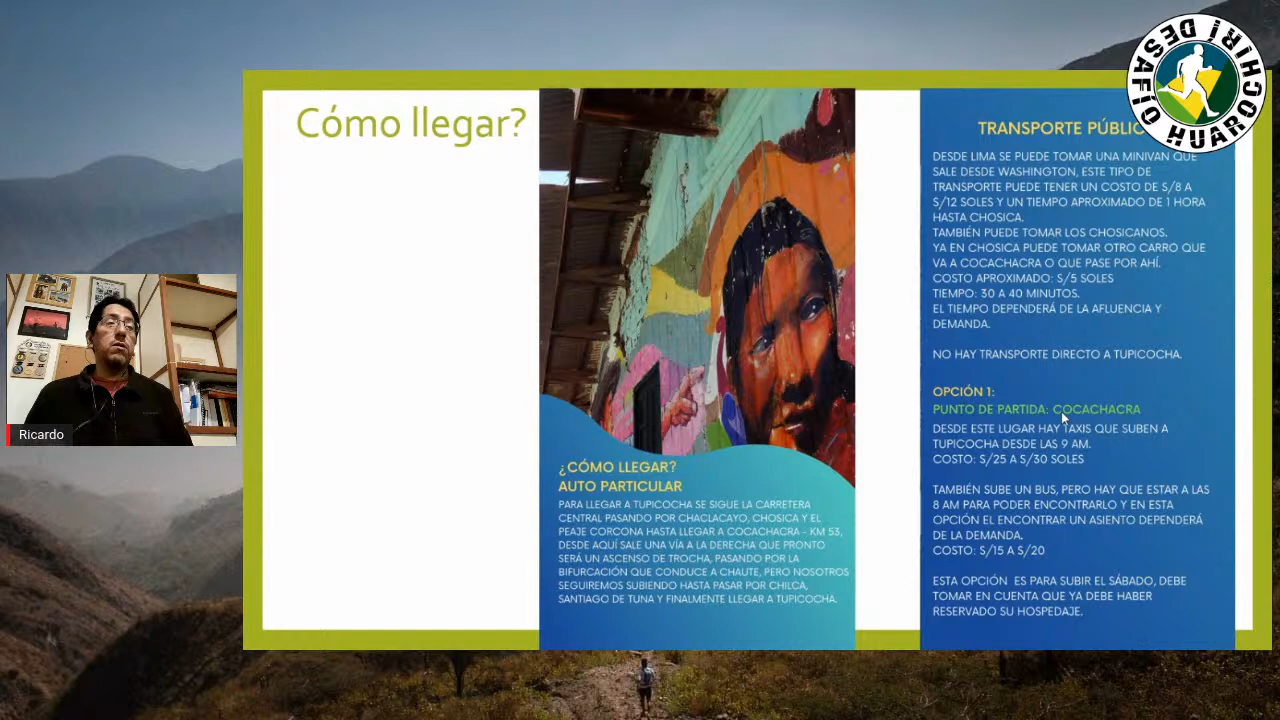 Cómo llegar?
DESAFÍO HUAROCHIRÍ
Ricardo
¿CÓMO LLEGAR?
AUTO PARTICULAR
PARA LLEGAR A TUPICOCHA SE SIGUE LA CARRETERA
CENTRAL PASANDO POR CHACLACAYO, CHOSICA Y EL
PEAJE CORCONA HASTA LLEGAR A COCACHACRA - KM 53,
DESDE AQUÍ SALE UNA VÍA A LA DERECHA QUE PRONTO
SERÁ UN ASCENSO DE TROCHA, PASANDO POR LA
BIFURCACIÓN QUE CONDUCE A CHAUTE, PERO NOSOTROS
SEGUIREMOS SUBIENDO HASTA PASAR POR CHILCA,
SANTIAGO DE TUNA Y FINALMENTE LLEGAR A TUPICOCHA.
TRANSPORTE PÚBLIC
DESDE LIMA SE PUEDE TOMAR UNA MINIVAN QUE
SALE DESDE WASHINGTON, ESTE TIPO DE
TRANSPORTE PUEDE TENER UN COSTO DE S/8 A
S/12 SOLES Y UN TIEMPO APROXIMADO DE 1 HORA
HASTA CHOSICA.
TAMBIÉN PUEDE TOMAR LOS CHOSICANOS.
YA EN CHOSICA PUEDE TOMAR OTRO CARRO QUE
VA A COCACHACRA O QUE PASE POR AHÍ.
COSTO APROXIMADO: S/5 SOLES
TIEMPO: 30 A 40 MINUTOS.
EL TIEMPO DEPENDERÁ DE LA AFLUENCIA Y
DEMANDA.
NO HAY TRANSPORTE DIRECTO A TUPICOCHA.
OPCIÓN 1:
PUNTO DE PARTIDA: COCACHACRA
DESDE ESTE LUGAR HAY TAXIS QUE SUBEN A
TUPICOCHA DESDE LAS 9 AM.
COSTO: S/25 A S/30 SOLES
TAMBIÉN SUBE UN BUS, PERO HAY QUE ESTAR A LAS
8 AM PARA PODER ENCONTRARLO Y EN ESTA
OPCIÓN EL ENCONTRAR UN ASIENTO DEPENDERÁ
DE LA DEMANDA.
COSTO: S/15 A S/20
ESTA OPCIÓN ES PARA SUBIR EL SÁBADO, DEBE
TOMAR EN CUENTA QUE YA DEBE HABER
RESERVADO SU HOSPEDAJE.